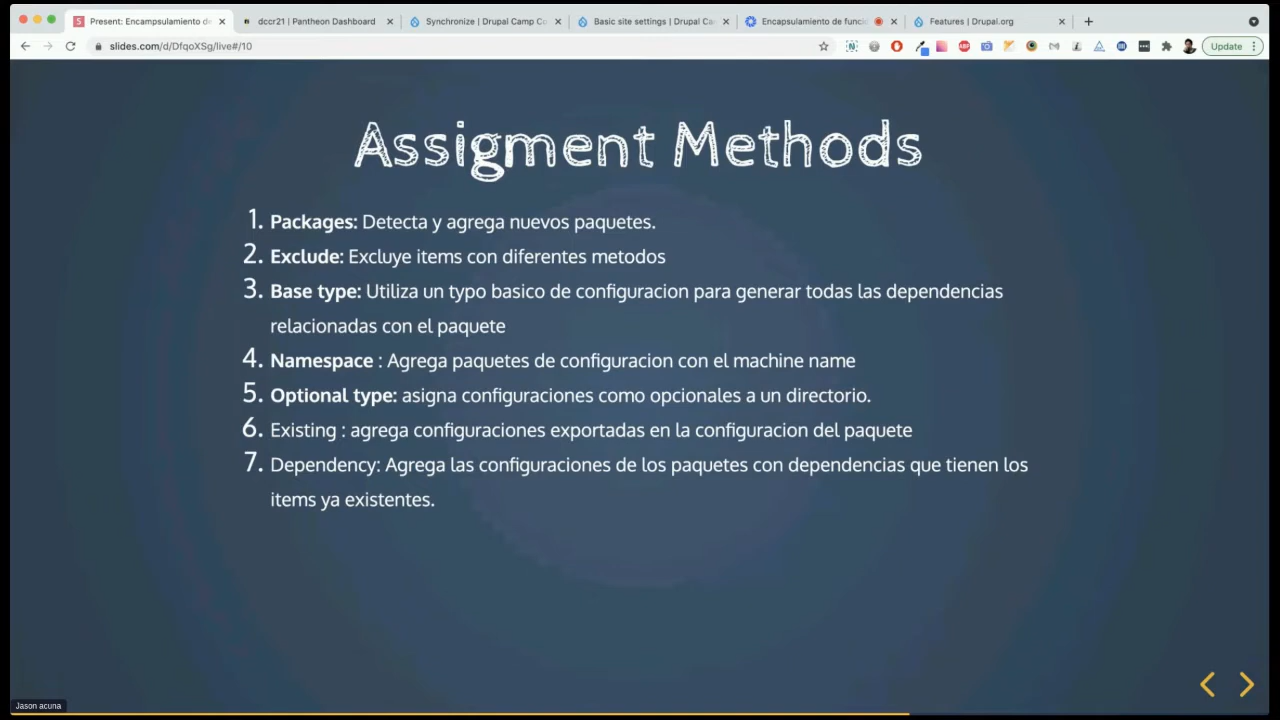 Present: Encampsulamiento de
dccr21 | Pantheon Dashboard
Synchronize | Drupal Camp Co
Basic site settings | Drupal Ca
Encapsulamiento de funci
Features | Drupal.org
slides.com/d/DfqoXSg/live#/10
Update
Assigment Methods
1. Packages: Detecta y agrega nuevos paquetes.
2. Exclude: Excluye items con diferentes metodos
3. Base type: Utiliza un typo basico de configuracion para generar todas las dependencias
relacionadas con el paquete
4. Namespace : Agrega paquetes de configuracion con el machine name
5. Optional type: asigna configuraciones como opcionales a un directorio.
6. Existing : agrega configuraciones exportadas en la configuracion del paquete
7. Dependency: Agrega las configuraciones de los paquetes con dependencias que tienen los
items ya existentes.
Jason acuna